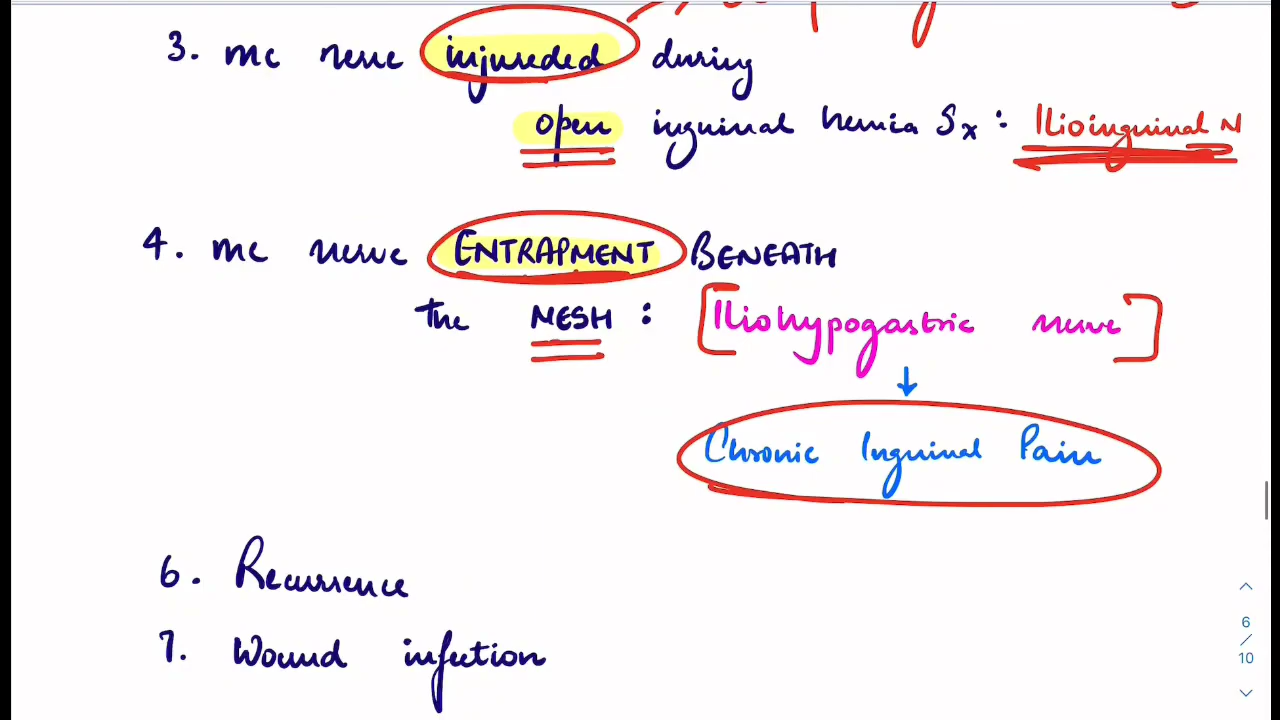 3. mc nerve injureded during
open inguinal hernia Sx : Ilioinguinal N
4. mc nerve ENTRAPMENT BENEATH
the MESH : [Iliohypogastric nerve]
↓
Chronic Inguinal Pain
6. Recurrence
7. Wound infection
6
/
10